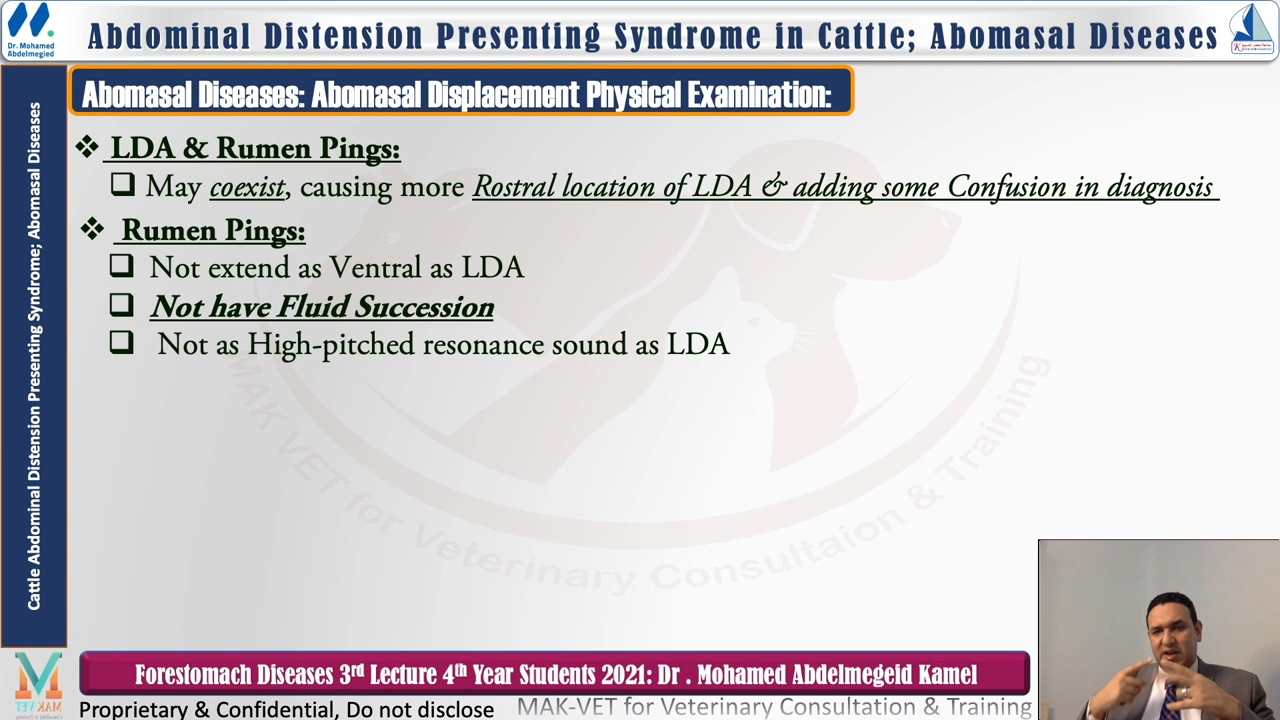 Dr. Mohamed
Abdelmegied
Abdominal Distension Presenting Syndrome in Cattle; Abomasal Diseases
Cattle Abdominal Distension Presenting Syndrome; Abomasal Diseases
Abomasal Diseases: Abomasal Displacement Physical Examination:
❖ LDA & Rumen Pings:
❑ May coexist, causing more Rostral location of LDA & adding some Confusion in diagnosis
❖ Rumen Pings:
❑ Not extend as Ventral as LDA
❑ Not have Fluid Succession
❑ Not as High-pitched resonance sound as LDA
MAK VET for Veterinary Consultaion & Training
Forestomach Diseases 3rd Lecture 4th Year Students 2021: Dr . Mohamed Abdelmegeid Kamel
MAK VET
Proprietary & Confidential, Do not disclose
MAK-VET for Veterinary Consultation & Training